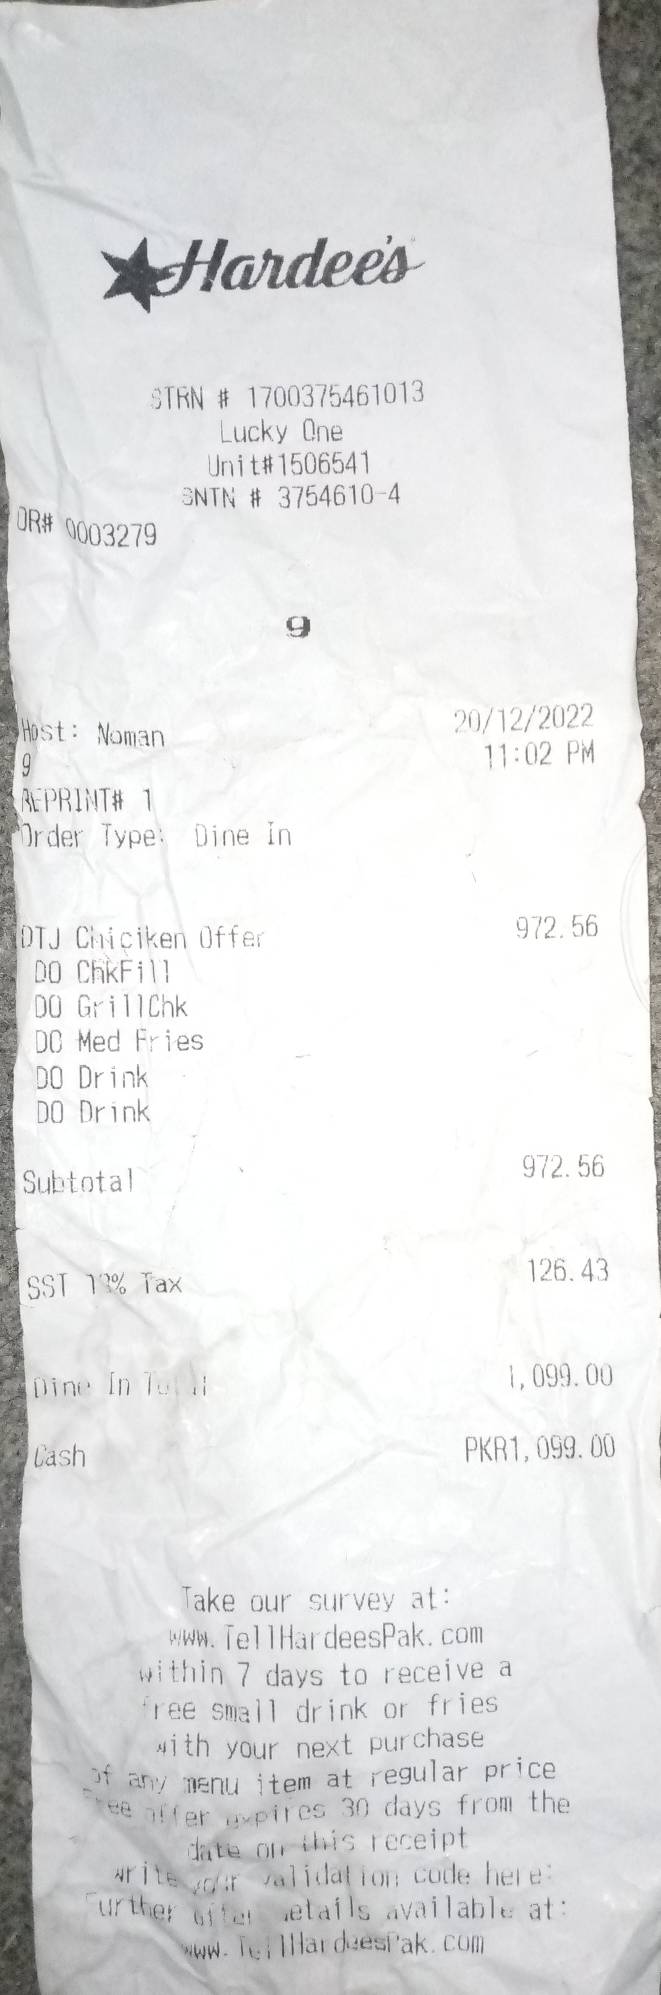 Hardee's
STRN # 1700375461013
Lucky One
Unit#1506541
SNTN # 3754610-4
OR# 0003279
9
Host: Noman 20/12/2022
9 11:02 PM
REPRINT# 1
Order Type: Dine In
DTJ Chiciken Offer 972.56
DO ChkFill
DO GrillChk
DO Med Fries
DO Drink
DO Drink
Subtotal 972.56
SST 13% Tax 126.43
Dine In Total 1,099.00
Cash PKR1,099.00
Take our survey at:
www.TellHardeesPak.com
within 7 days to receive a
free small drink or fries
with your next purchase
of any menu item at regular price
Free offer expires 30 days from the
date on this receipt
write your validation code here:
Further offer details available at:
www.TellHardeesPak.com